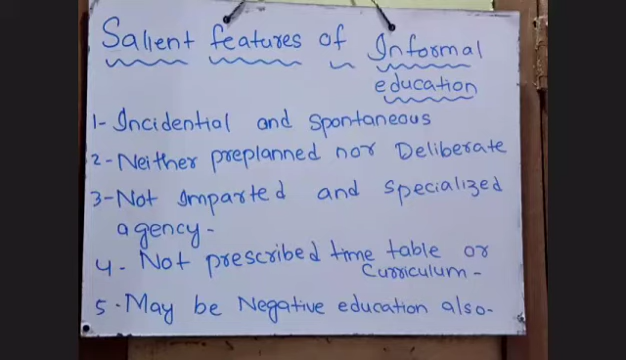 Salient features of Informal
education
1- Incidential and spontaneous
2- Neither preplanned nor Deliberate
3- Not Imparted and specialized
agency-
4- Not prescribed time table or
Curriculum-
5- May be Negative education also-